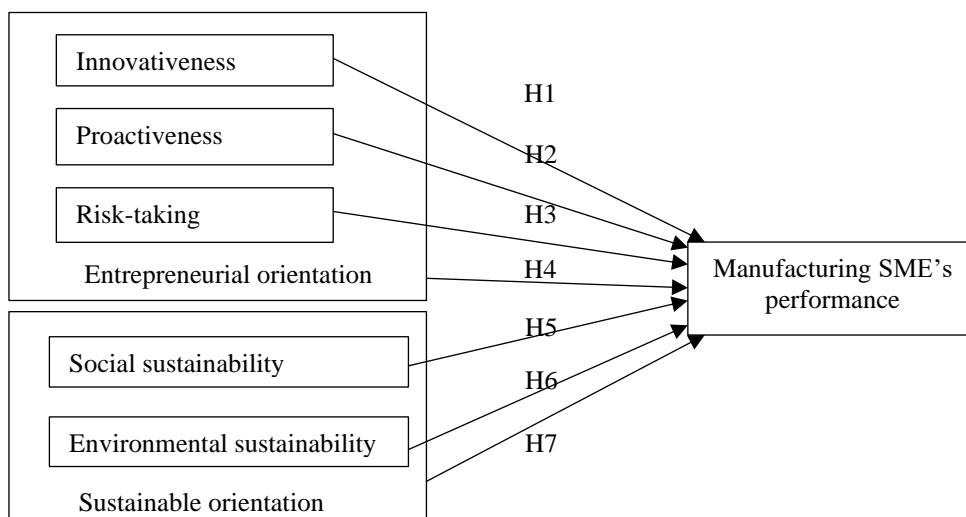 Innovativeness
Proactiveness
Risk-taking
Entrepreneurial orientation
Social sustainability
Environmental sustainability
Sustainable orientation
H1
H2
H3
H4
H5
H6
H7
Manufacturing SME's
performance